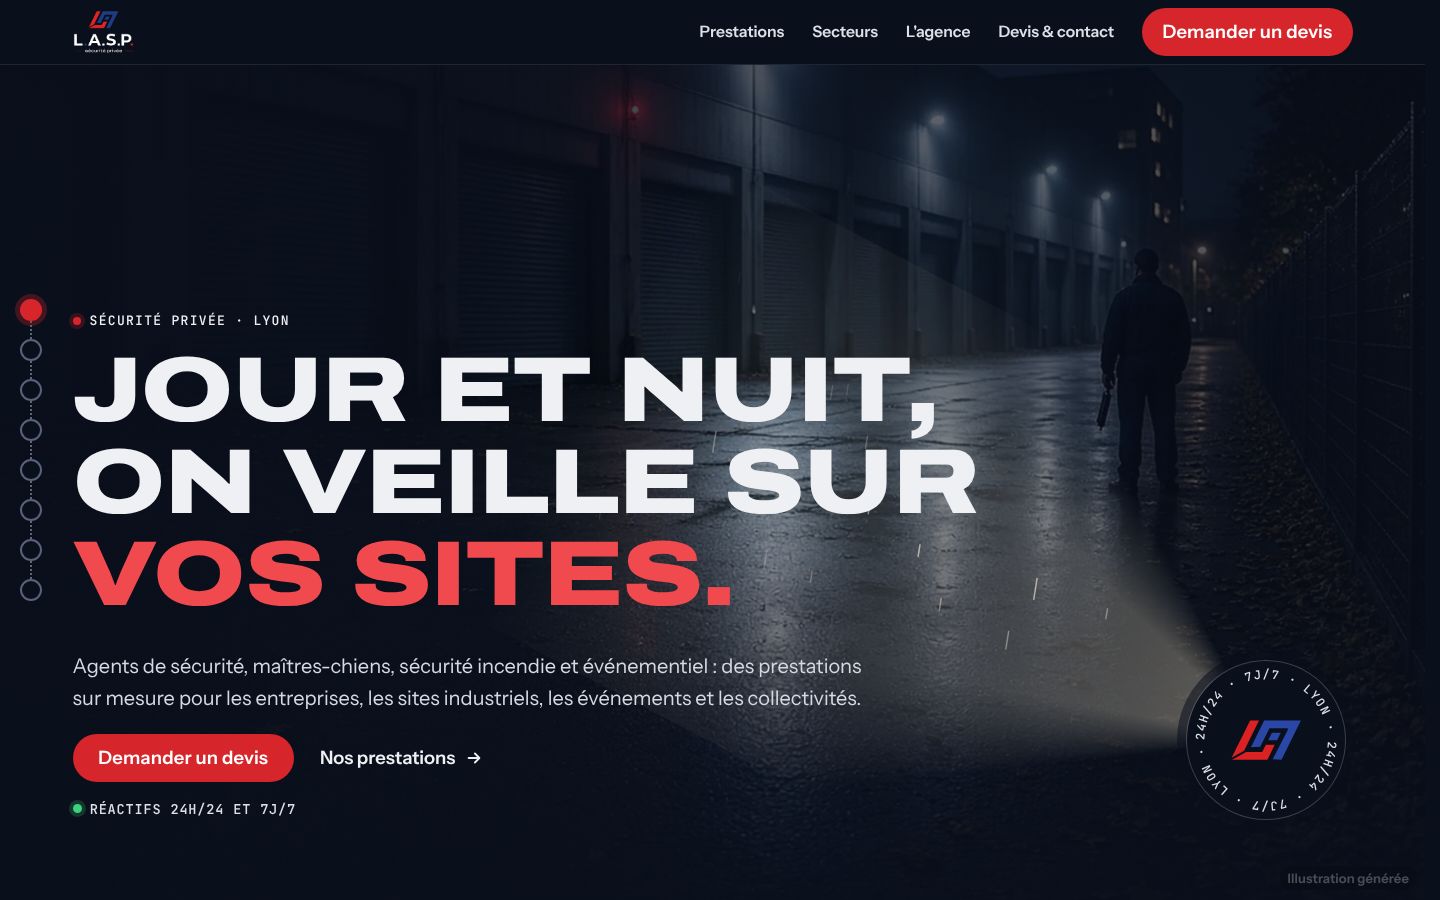 L.A.S.P.
sécurité privée
Prestations
Secteurs
L'agence
Devis & contact
Demander un devis
SÉCURITÉ PRIVÉE · LYON
JOUR ET NUIT,
ON VEILLE SUR
VOS SITES.
Agents de sécurité, maîtres-chiens, sécurité incendie et événementiel : des prestations
sur mesure pour les entreprises, les sites industriels, les événements et les collectivités.
Demander un devis
Nos prestations →
RÉACTIFS 24H/24 ET 7J/7
24H/24 · 7J/7 · LYON · 24H/24 · 7J/7 · LYON ·
Illustration générée